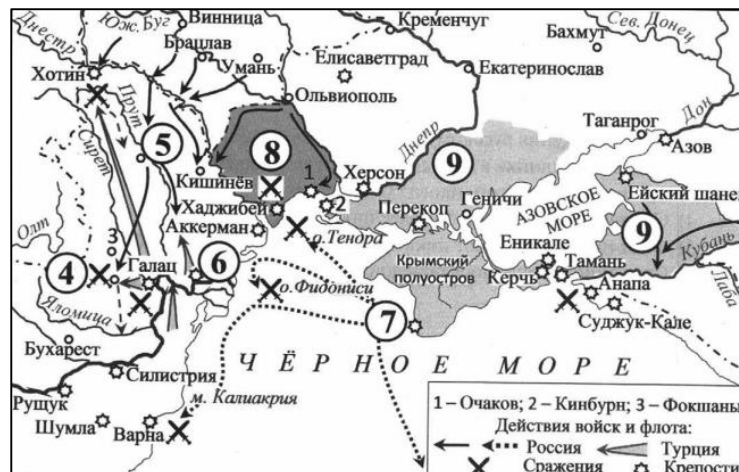 Днестр
Юж. Буг
Винница
Брацлав
Хотин
Умань
Кременчуг
Бахмут
Сев. Донец
Елисаветград
Екатеринослав
Ольвиополь
Прут
Сирет
5
8
9
Днепр
Таганрог
Дон
Азов
Кишинёв
1
2
Херсон
Хаджибей
Аккерман
Перекоп
Геничи
АЗОВСКОЕ
МОРЕ
Ейский шанец
9
Кубань
Лаба
о.Тендра
Олт
3
4
Галац
6
Еникале
Тамань
Крымский
полуостров
Керчь
Анапа
о.Фидониси
7
Суджук-Кале
Яломица
Бухарест
ЧЁРНОЕ МОРЕ
Силистрия
м. Калиакрия
Рущук
Шумла
Варна
1 – Очаков; 2 – Кинбурн; 3 – Фокшаны
Действия войск и флота:
Россия
Турция
Сражения
Крепости